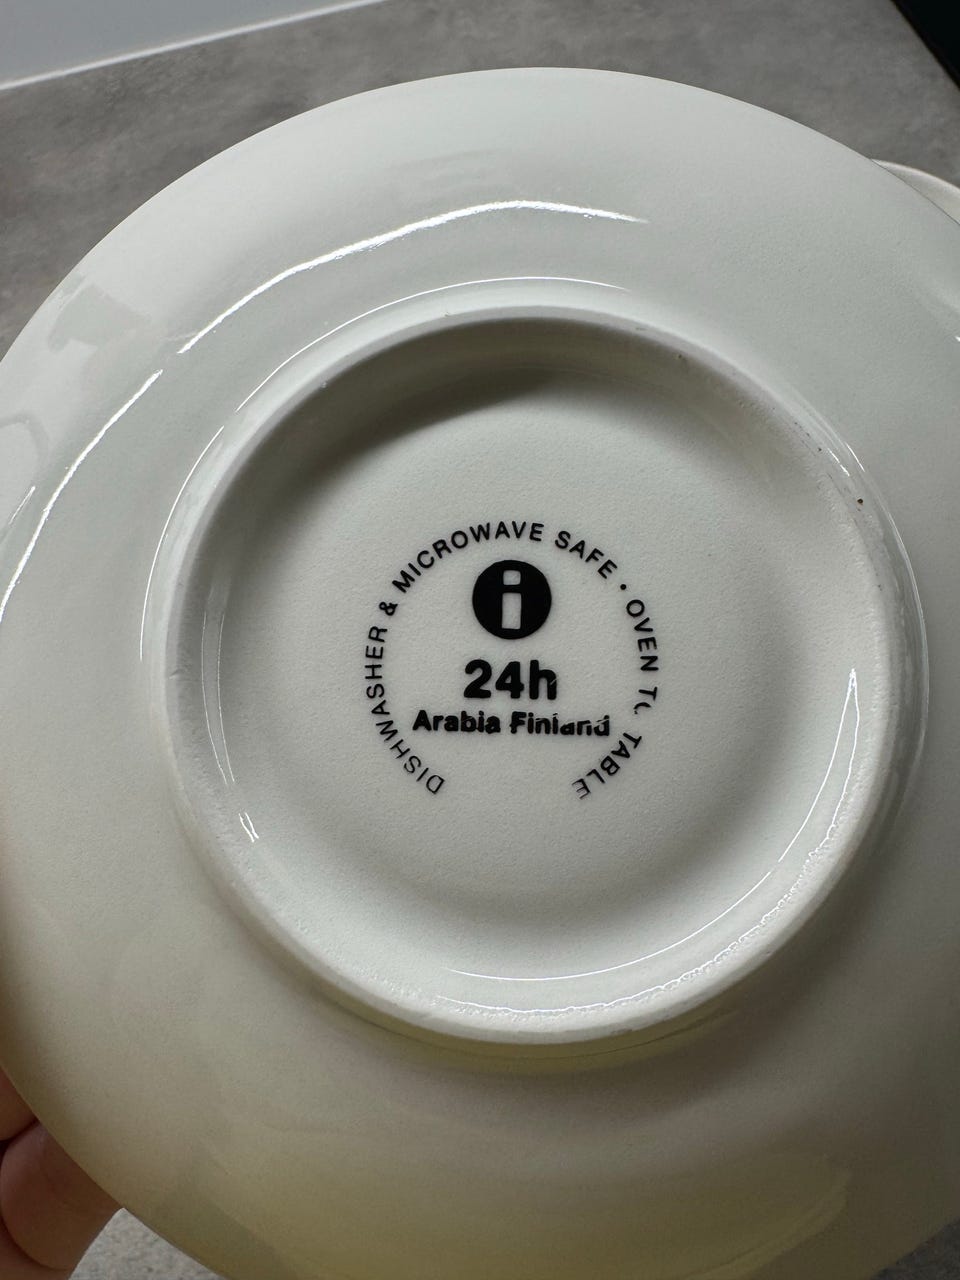 DISHWASHER & MICROWAVE SAFE • OVEN TO TABLE
i
24h
Arabia Finland